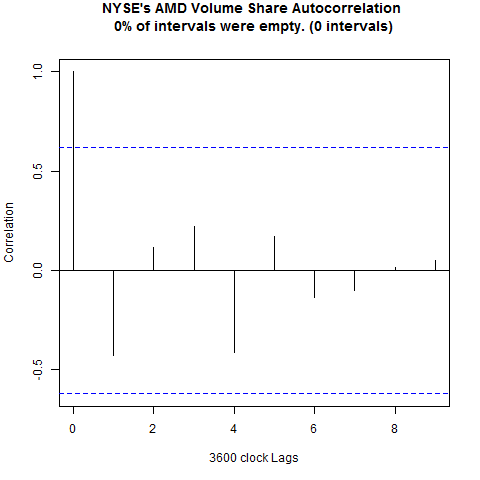 NYSE's AMD Volume Share Autocorrelation
0% of intervals were empty. (0 intervals)
Correlation
1.0
0.5
0.0
-0.5
0 2 4 6 8
3600 clock Lags